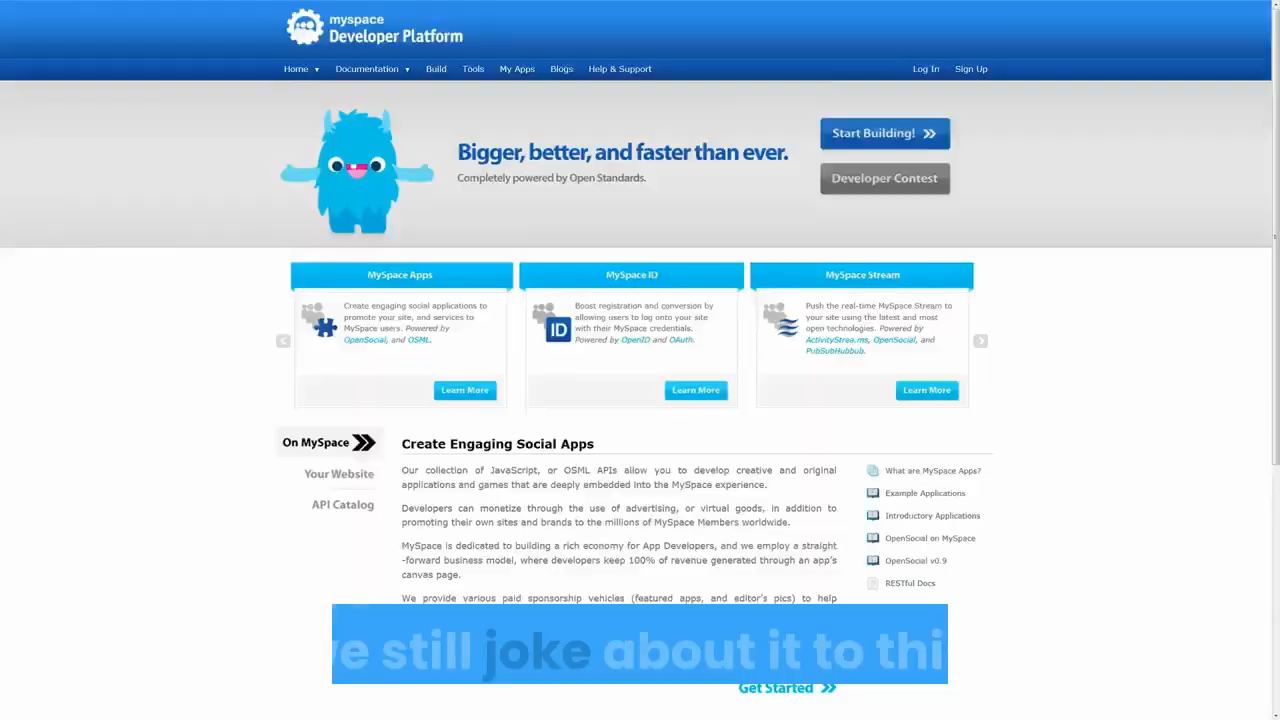 myspace
Developer Platform
Home Documentation Build Tools My Apps Blogs Help & Support Log In Sign Up
Bigger, better, and faster than ever.
Completely powered by Open Standards.
Start Building!
Developer Contest
MySpace Apps
Create engaging social applications to
promote your site, and services to
MySpace users. Powered by
OpenSocial, and OSML.
Learn More
MySpace ID
Boost registration and conversion by
allowing users to log onto your site
with their MySpace credentials.
Powered by OpenID and OAuth.
ID
Learn More
MySpace Stream
Push the real-time MySpace Stream to
your site using the latest and most
open technologies. Powered by
ActivityStrea.ms, OpenSocial, and
PubSubHubbub.
Learn More
On MySpace
Your Website
API Catalog
Create Engaging Social Apps
Our collection of JavaScript, or OSML APIs allow you to develop creative and original
applications and games that are deeply embedded into the MySpace experience.
Developers can monetize through the use of advertising, or virtual goods, in addition to
promoting their own sites and brands to the millions of MySpace Members worldwide.
MySpace is dedicated to building a rich economy for App Developers, and we employ a straight
-forward business model, where developers keep 100% of revenue generated through an app's
canvas page.
We provide various paid sponsorship vehicles (featured apps, and editor's pics) to help
What are MySpace Apps?
Example Applications
Introductory Applications
OpenSocial on MySpace
OpenSocial v0.9
RESTful Docs
still joke about it to
Get Started